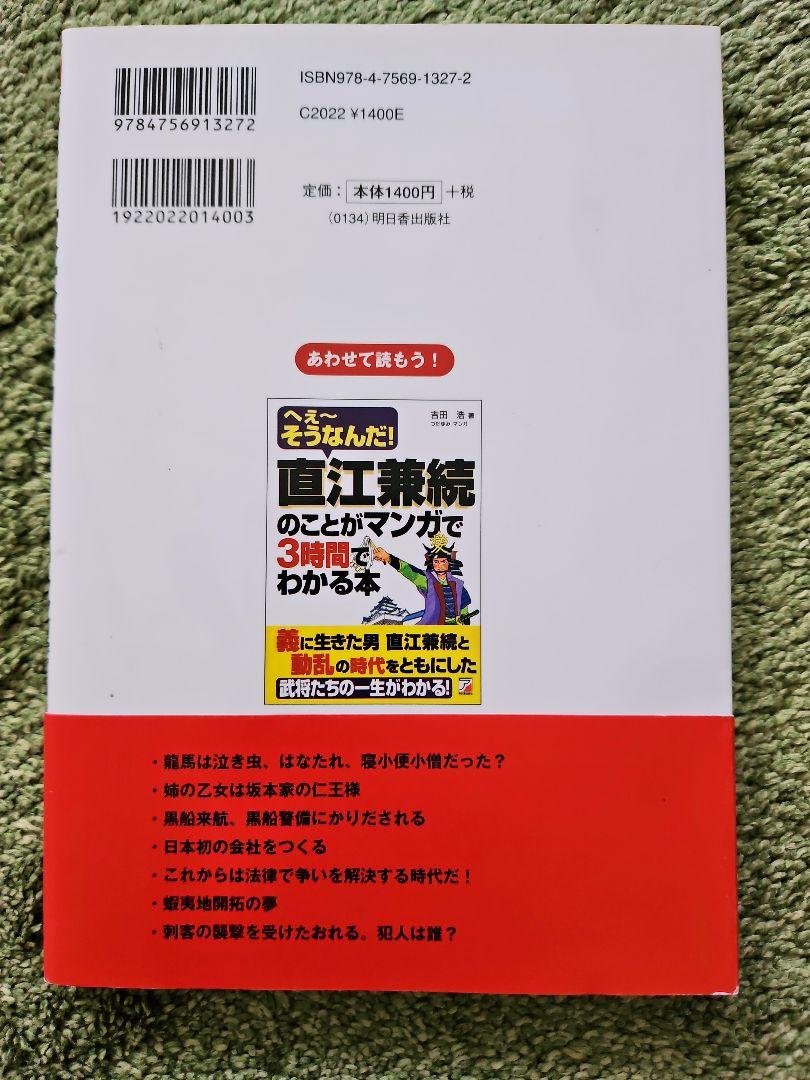 ISBN978-4-7569-1327-2
C2022 ¥1400E
9784756913272
1922022014003
定価： 本体1400円 ＋税
（0134）明日香出版社
あわせて読もう！
へぇ～
そうなんだ！
吉田 浩 著
つだゆみ マンガ
直江兼続
のことがマンガで
3時間で
わかる本
義に生きた男 直江兼続と
動乱の時代をともにした
武将たちの一生がわかる！
・龍馬は泣き虫、はなたれ、寝小便小僧だった？
・姉の乙女は坂本家の仁王様
・黒船来航、黒船警備にかりだされる
・日本初の会社をつくる
・これからは法律で争いを解決する時代だ！
・蝦夷地開拓の夢
・刺客の襲撃を受けたおれる。犯人は誰？